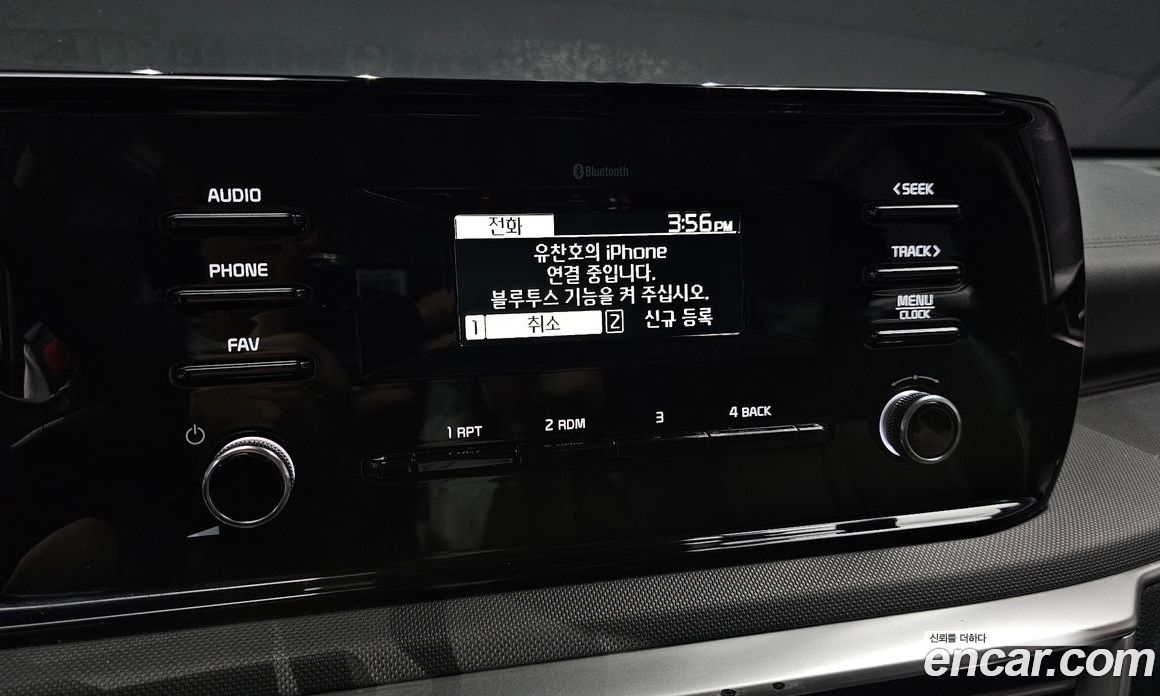 Bluetooth
AUDIO
PHONE
FAV
전화 3:56 PM
유찬호의 iPhone
연결 중입니다.
블루투스 기능을 켜 주십시오.
1 취소 2 신규 등록
<SEEK
TRACK>
MENU
CLOCK
1 RPT 2 RDM 3 4 BACK
신뢰를 더하다
encar.com